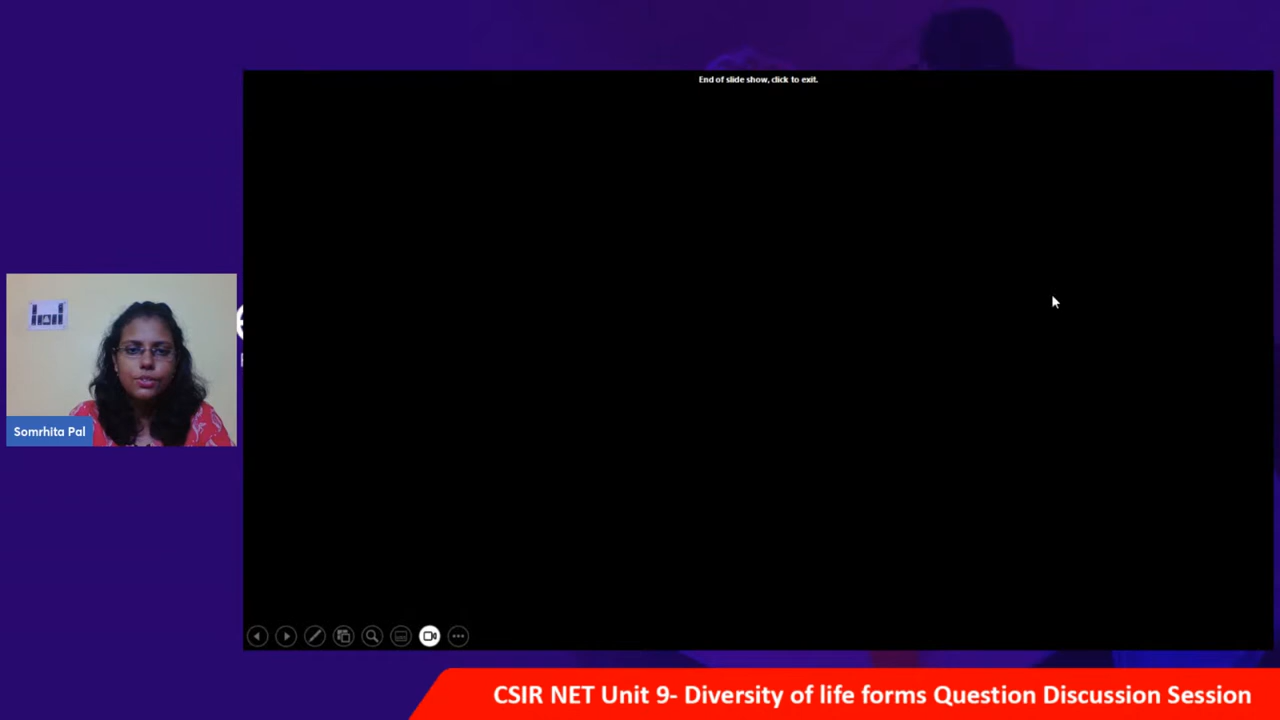 End of slide show, click to exit.
Somrhita Pal
CSIR NET Unit 9- Diversity of life forms Question Discussion Session